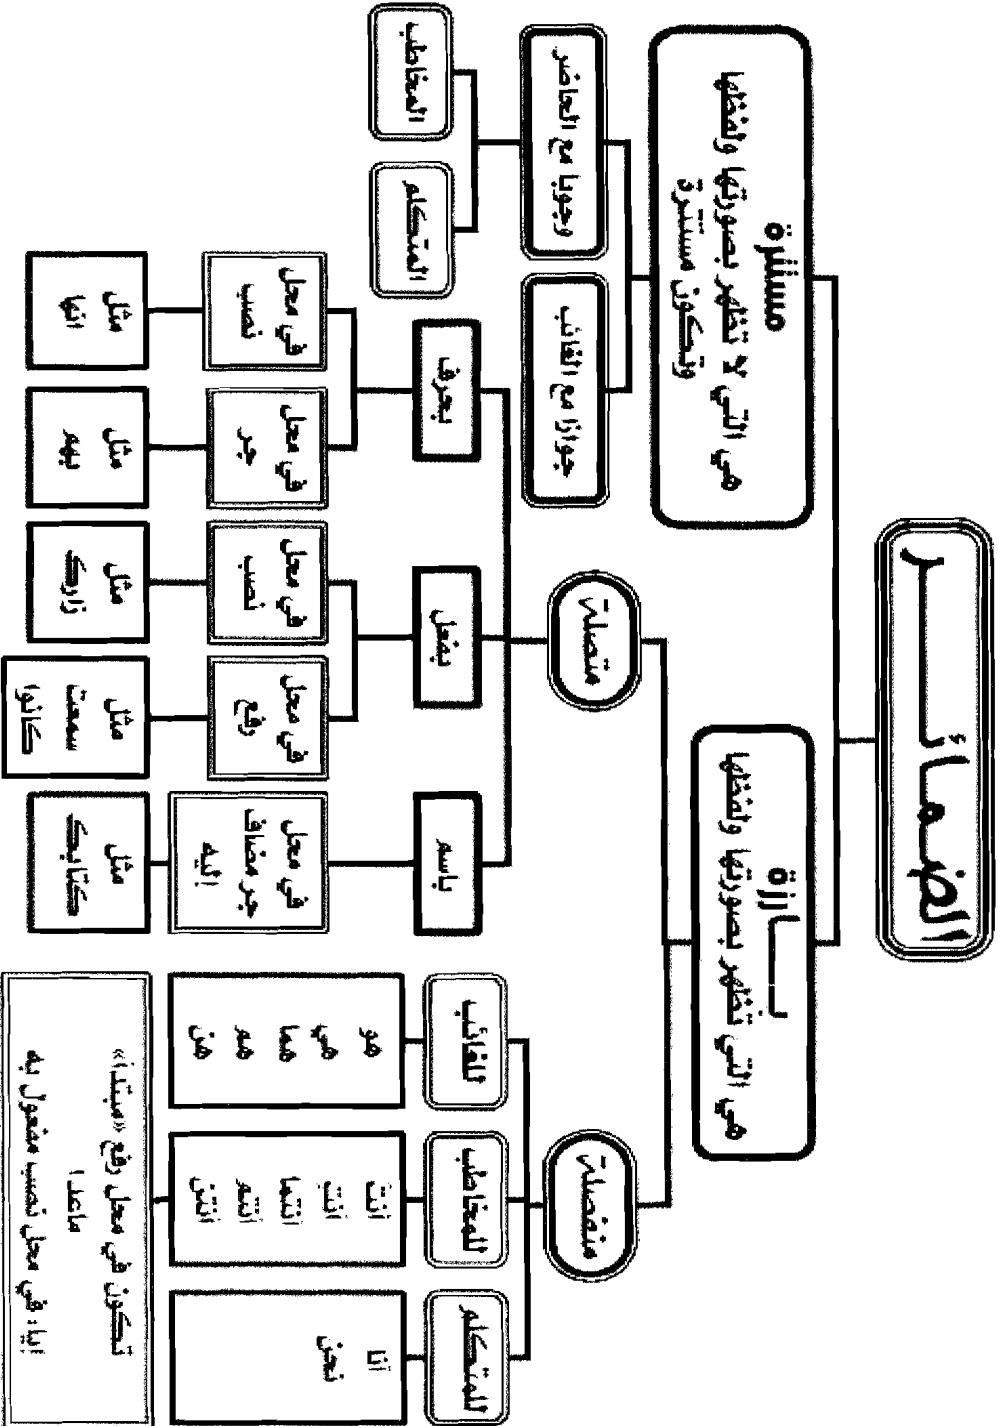 الضمائر
بارزة
هي التي تظهر بصورتها ولفظها
مستترة
هي التي لا تظهر بصورتها ولفظها
وتكون مستترة
منفصلة
متصلة
جوازا مع الغائب
وجوبا مع الحاضر
المتكلم
المخاطب
للمتكلم
للمخاطب
للغائب
أنا
نحن
أنت
أنت
أنتما
أنتم
أنتن
هو
هي
هما
هم
هن
تكون في محل رفع «مبتدأ»
ماعدا
إيا: في محل نصب مفعول به
باسم
بفعل
بحرف
في محل
جر مضاف
إليه
في محل
رفع
في محل
نصب
في محل
جر
في محل
نصب
مثل
كتابك
مثل
سمعت
كانوا
مثل
زارك
مثل
بهم
مثل
انها